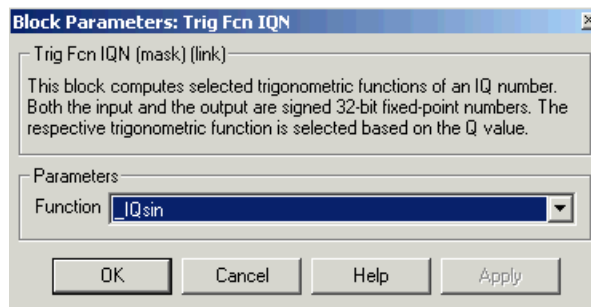 Block Parameters: Trig Fcn IQN
Trig Fcn IQN (mask) (link)
This block computes selected trigonometric functions of an IQ number.
Both the input and the output are signed 32-bit fixed-point numbers. The
respective trigonometric function is selected based on the Q value.
Parameters
Function _IQsin
OK Cancel Help Apply